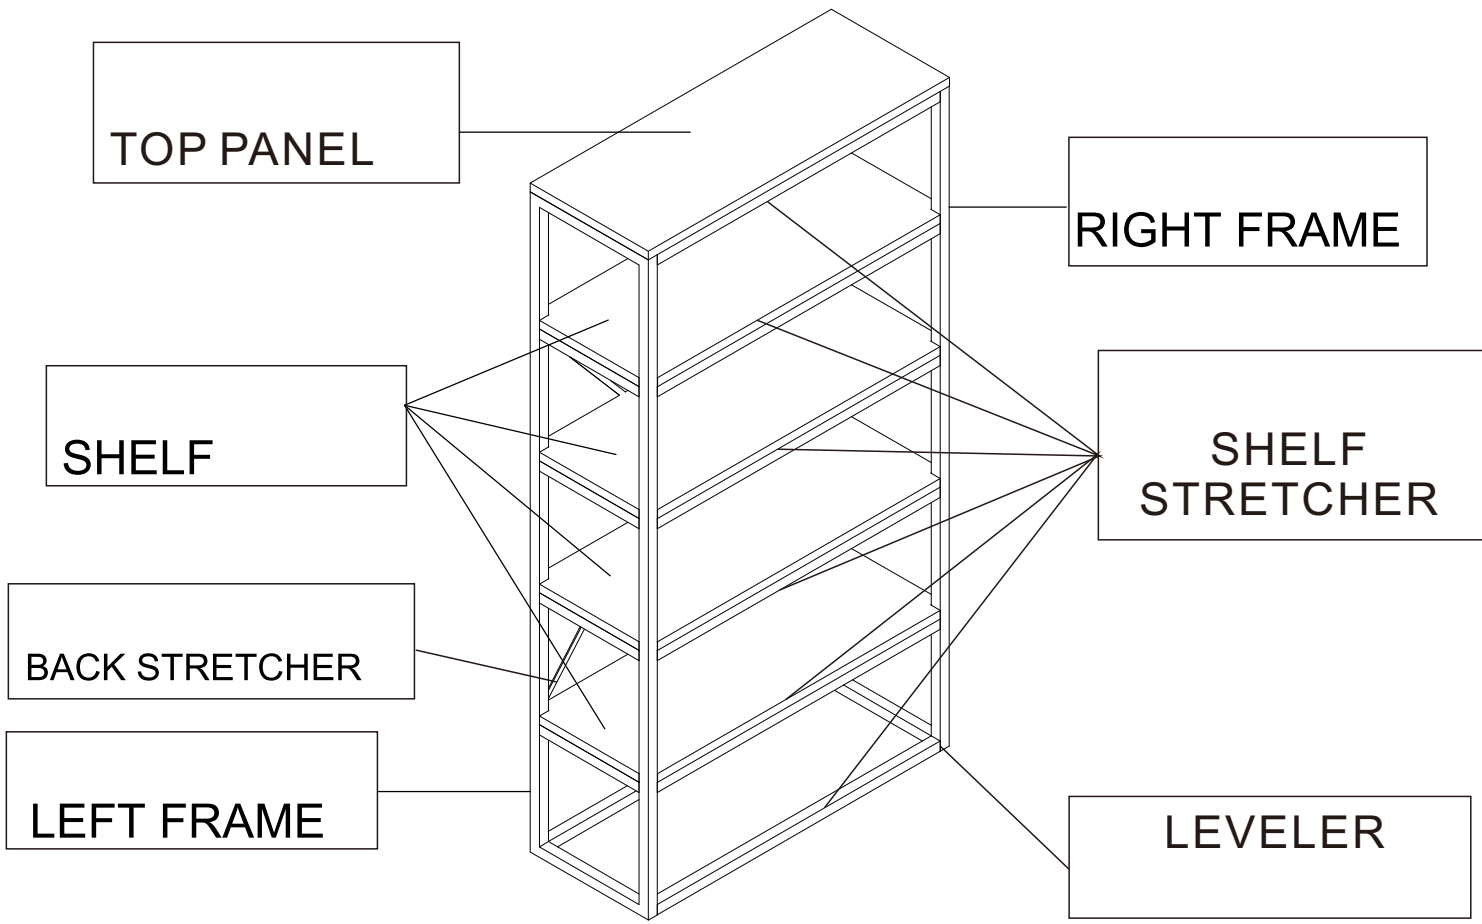 TOP PANEL
RIGHT FRAME
SHELF
SHELF
STRETCHER
BACK STRETCHER
LEFT FRAME
LEVELER